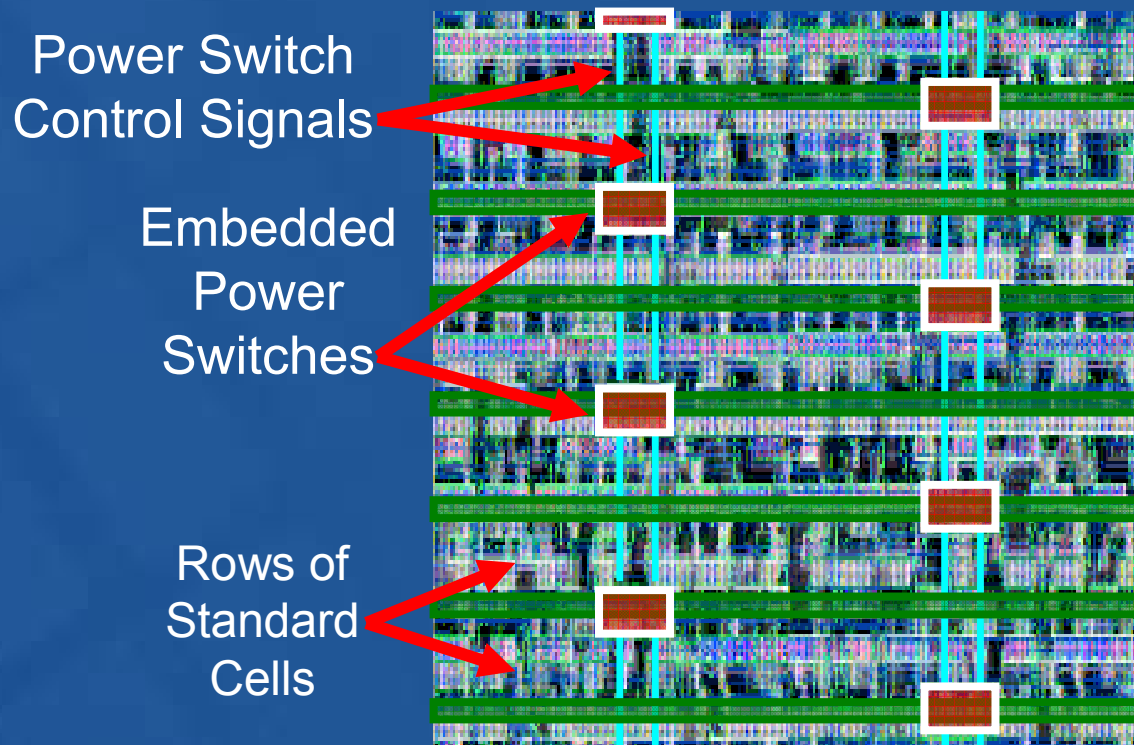 Power Switch
Control Signals
Embedded
Power
Switches
Rows of
Standard
Cells